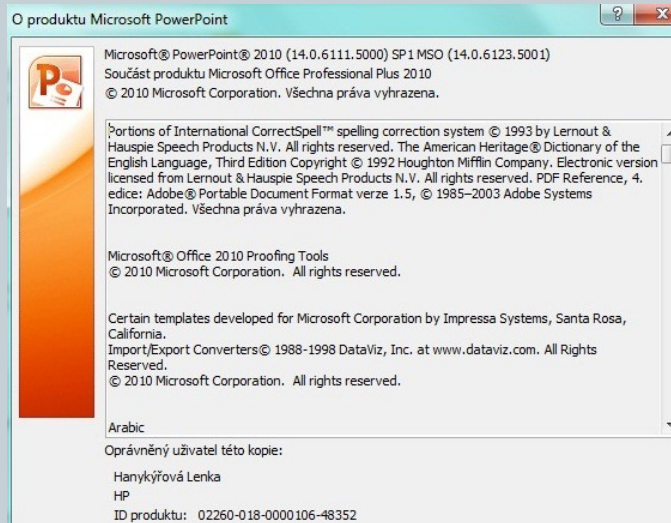 O produktu Microsoft PowerPoint
Microsoft® PowerPoint® 2010 (14.0.6111.5000) SP1 MSO (14.0.6123.5001)
Součást produktu Microsoft Office Professional Plus 2010
© 2010 Microsoft Corporation. Všechna práva vyhrazena.
Portions of International CorrectSpell™ spelling correction system © 1993 by Lernout &
Hauspie Speech Products N.V. All rights reserved. The American Heritage® Dictionary of the
English Language, Third Edition Copyright © 1992 Houghton Mifflin Company. Electronic version
licensed from Lernout & Hauspie Speech Products N.V. All rights reserved. PDF Reference, 4.
edice: Adobe® Portable Document Format verze 1.5, © 1985–2003 Adobe Systems
Incorporated. Všechna práva vyhrazena.
Microsoft® Office 2010 Proofing Tools
© 2010 Microsoft Corporation. All rights reserved.
Certain templates developed for Microsoft Corporation by Impressa Systems, Santa Rosa,
California.
Import/Export Converters© 1988-1998 DataViz, Inc. at www.dataviz.com. All Rights
Reserved.
© 2010 Microsoft Corporation. All rights reserved.
Arabic
Oprávněný uživatel této kopie:
Hanykýřová Lenka
HP
ID produktu: 02260-018-0000106-48352